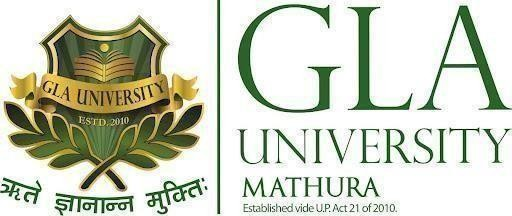 GLA UNIVERSITY
ESTD. 2010
ऋते ज्ञानान्न मुक्तिः
GLA
UNIVERSITY
MATHURA
Established vide U.P. Act 21 of 2010.